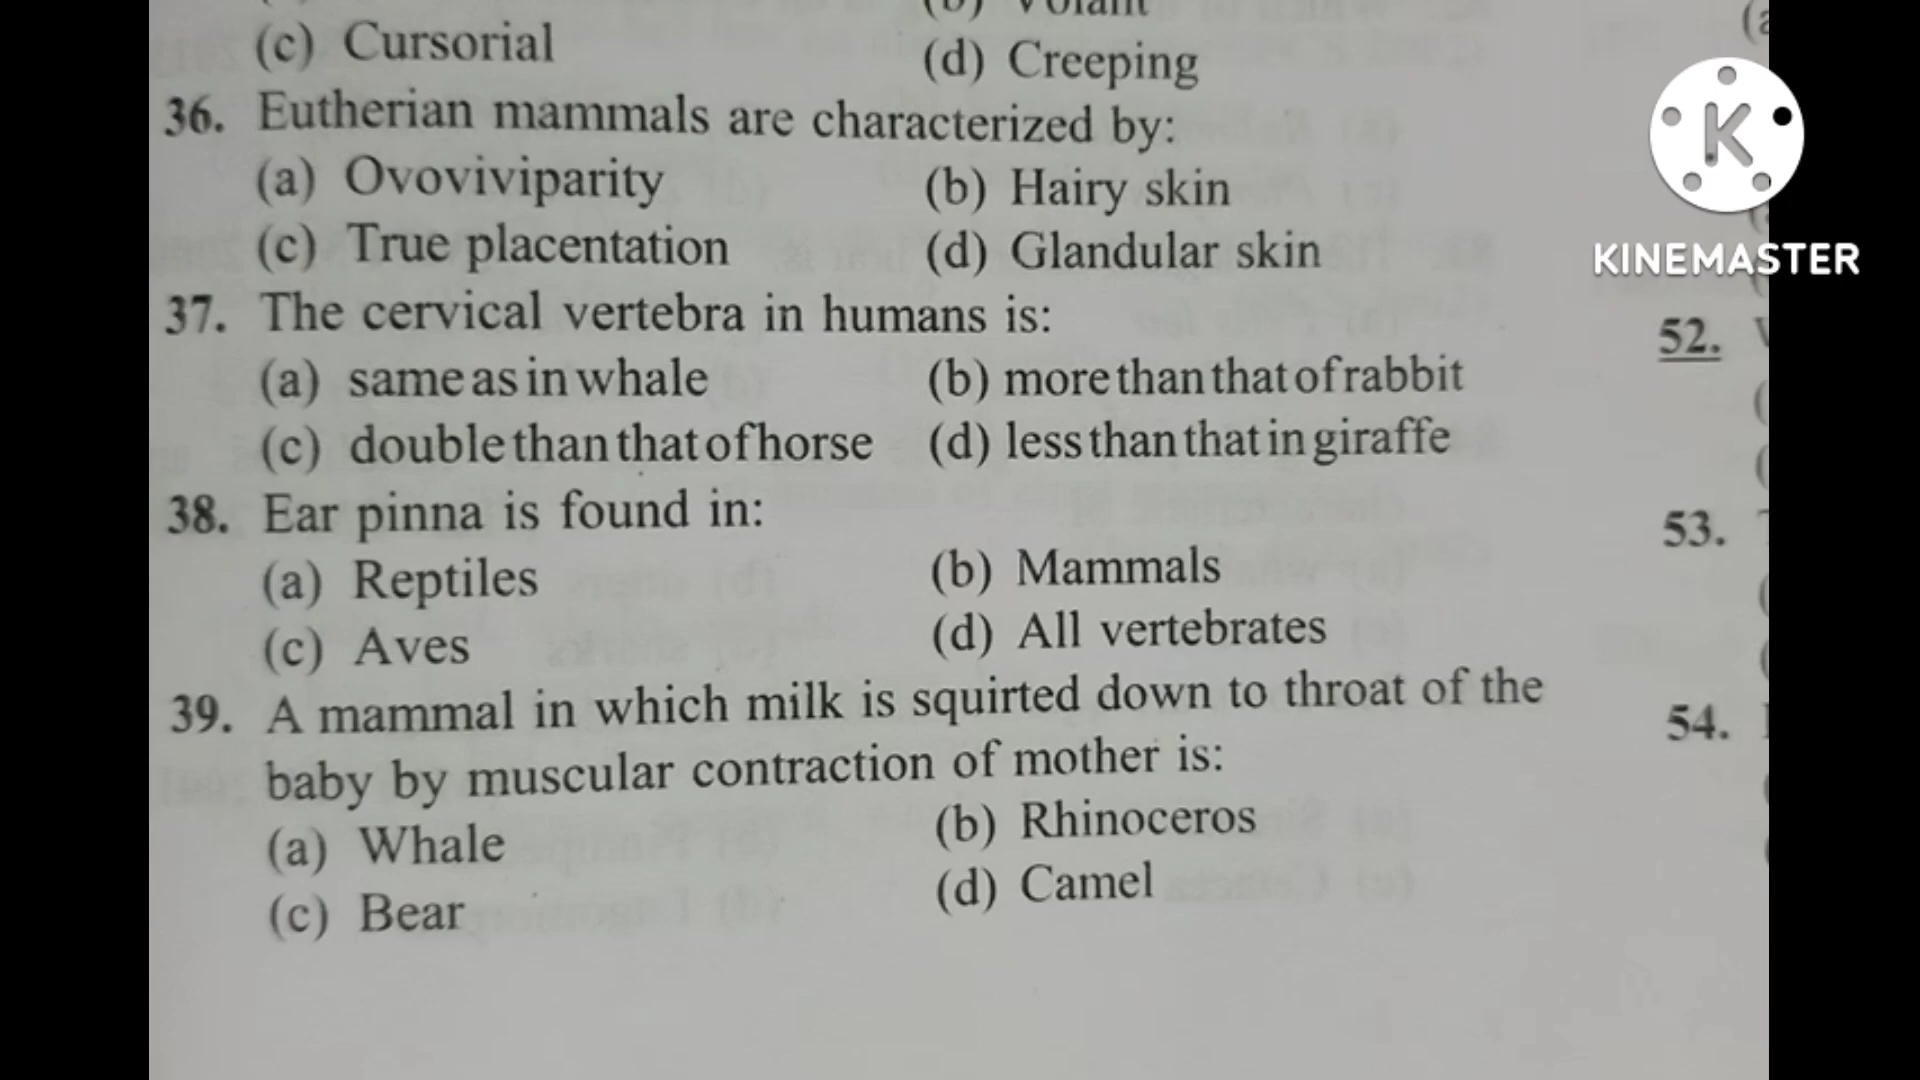 (b) Volant
(c) Cursorial (d) Creeping
36. Eutherian mammals are characterized by:
(a) Ovoviviparity (b) Hairy skin
(c) True placentation (d) Glandular skin
37. The cervical vertebra in humans is:
(a) same as in whale (b) more than that of rabbit
(c) double than that of horse (d) less than that in giraffe
38. Ear pinna is found in:
(a) Reptiles (b) Mammals
(c) Aves (d) All vertebrates
39. A mammal in which milk is squirted down to throat of the
baby by muscular contraction of mother is:
(a) Whale (b) Rhinoceros
(c) Bear (d) Camel
K
KINEMASTER
52.
53.
54.